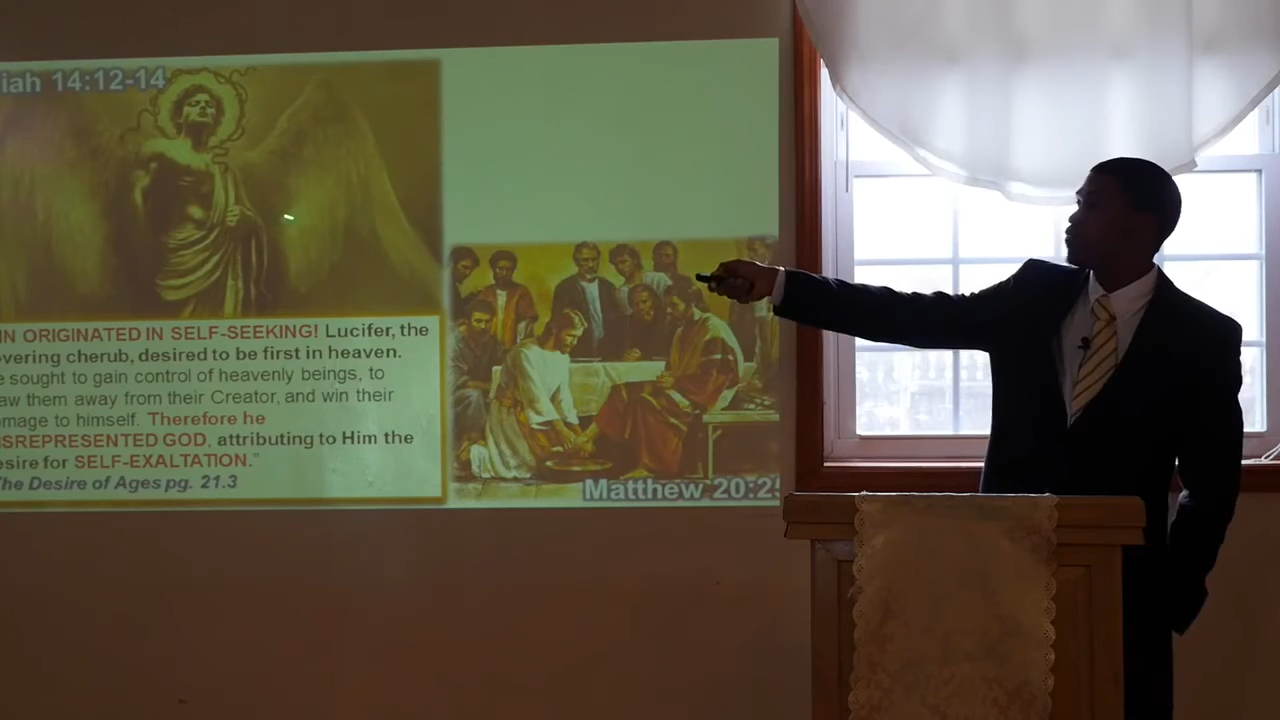 iah 14:12-14
IN ORIGINATED IN SELF-SEEKING! Lucifer, the
overing cherub, desired to be first in heaven.
e sought to gain control of heavenly beings, to
aw them away from their Creator, and win their
omage to himself. Therefore he
ISREPRESENTED GOD, attributing to Him the
esire for SELF-EXALTATION."
The Desire of Ages pg. 21.3
Matthew 20:25